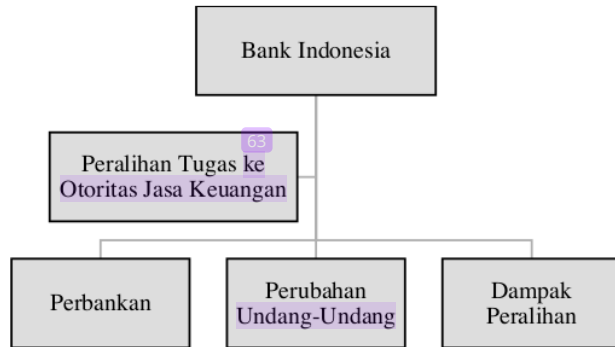 Bank Indonesia
63
Peralihan Tugas ke
Otoritas Jasa Keuangan
Perbankan
Perubahan
Undang-Undang
Dampak
Peralihan